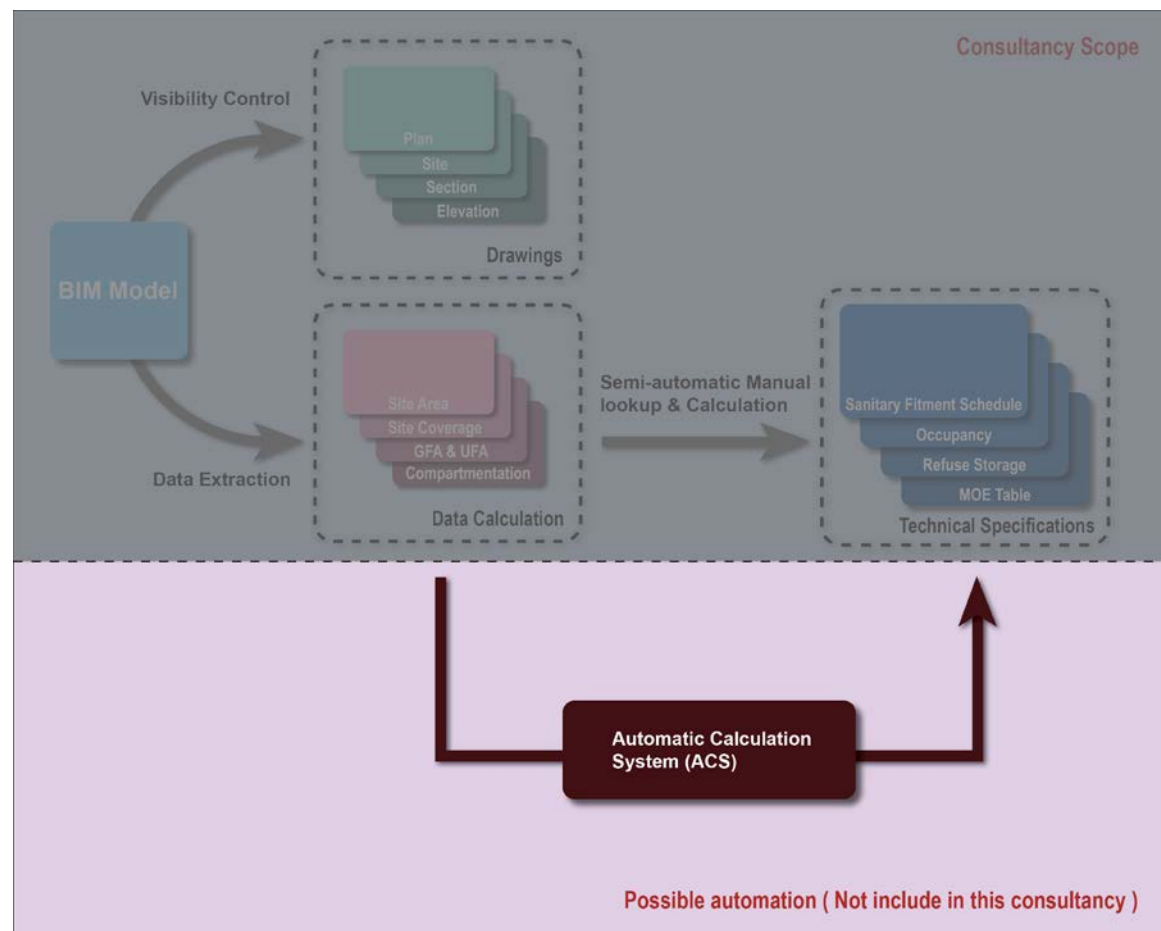 Consultancy Scope
Visibility Control
Plan
Site
Section
Elevation
Drawings
BIM Model
Data Extraction
Site Area
Site Coverage
GFA & UFA
Compartmentation
Data Calculation
Semi-automatic Manual
lookup & Calculation
Sanitary Fitment Schedule
Occupancy
Refuse Storage
MOE Table
Technical Specifications
Automatic Calculation
System (ACS)
Possible automation ( Not include in this consultancy )